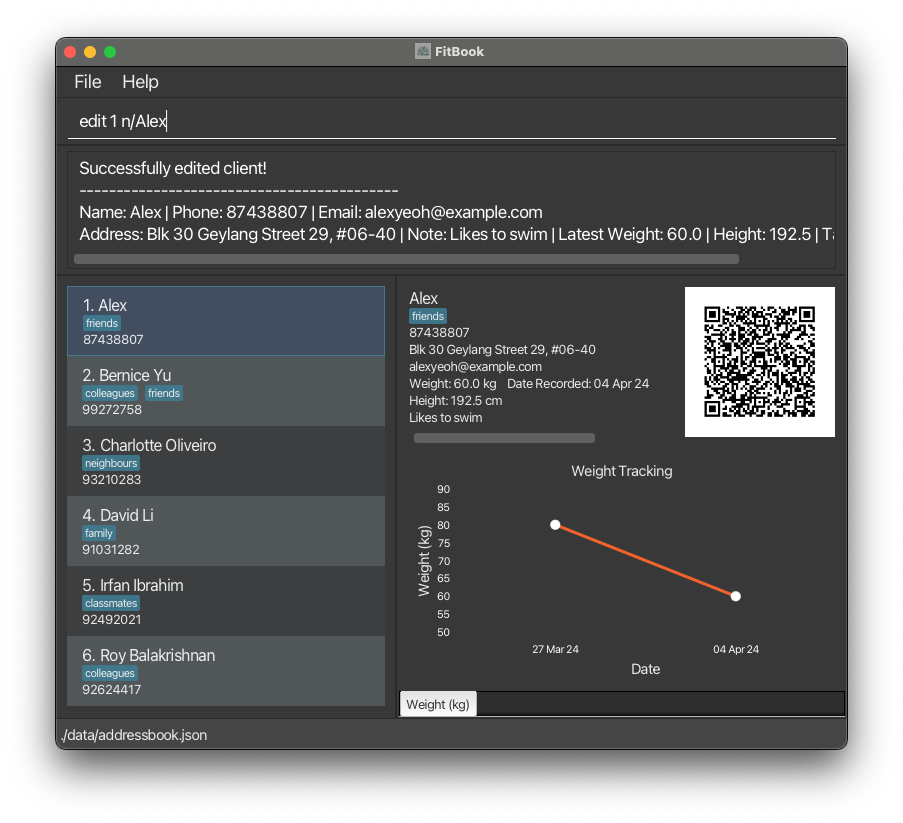 FitBook
File Help
edit 1 n/Alex
Successfully edited client!
-------------------------------------------
Name: Alex | Phone: 87438807 | Email: alexyeoh@example.com
Address: Blk 30 Geylang Street 29, #06-40 | Note: Likes to swim | Latest Weight: 60.0 | Height: 192.5 |
1. Alex
friends
87438807
2. Bernice Yu
colleagues friends
99272758
3. Charlotte Oliveiro
neighbours
93210283
4. David Li
family
91031282
5. Irfan Ibrahim
classmates
92492021
6. Roy Balakrishnan
colleagues
92624417
Alex
friends
87438807
Blk 30 Geylang Street 29, #06-40
alexyeoh@example.com
Weight: 60.0 kg Date Recorded: 04 Apr 24
Height: 192.5 cm
Likes to swim
Weight Tracking
90
85
80
75
70
65
60
55
50
Weight (kg)
27 Mar 24 04 Apr 24
Date
Weight (kg)
./data/addressbook.json